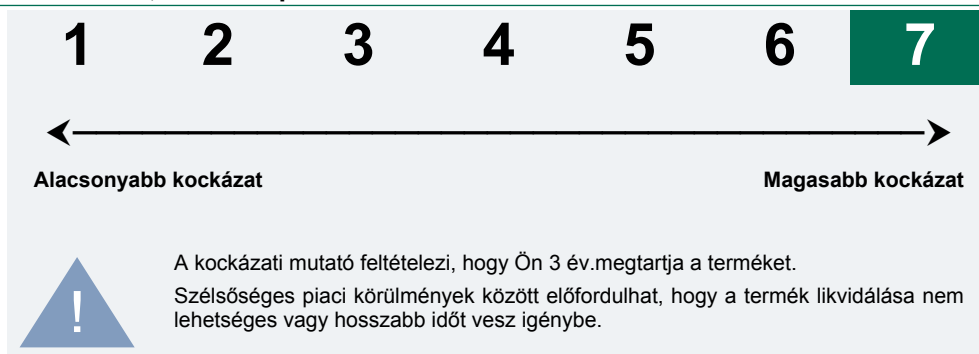 1 2 3 4 5 6 7
Alacsonyabb kockázat Magasabb kockázat
A kockázati mutató feltételezi, hogy Ön 3 év.megtartja a terméket.
Szélsőséges piaci körülmények között előfordulhat, hogy a termék likvidálása nem
lehetséges vagy hosszabb időt vesz igénybe.
!